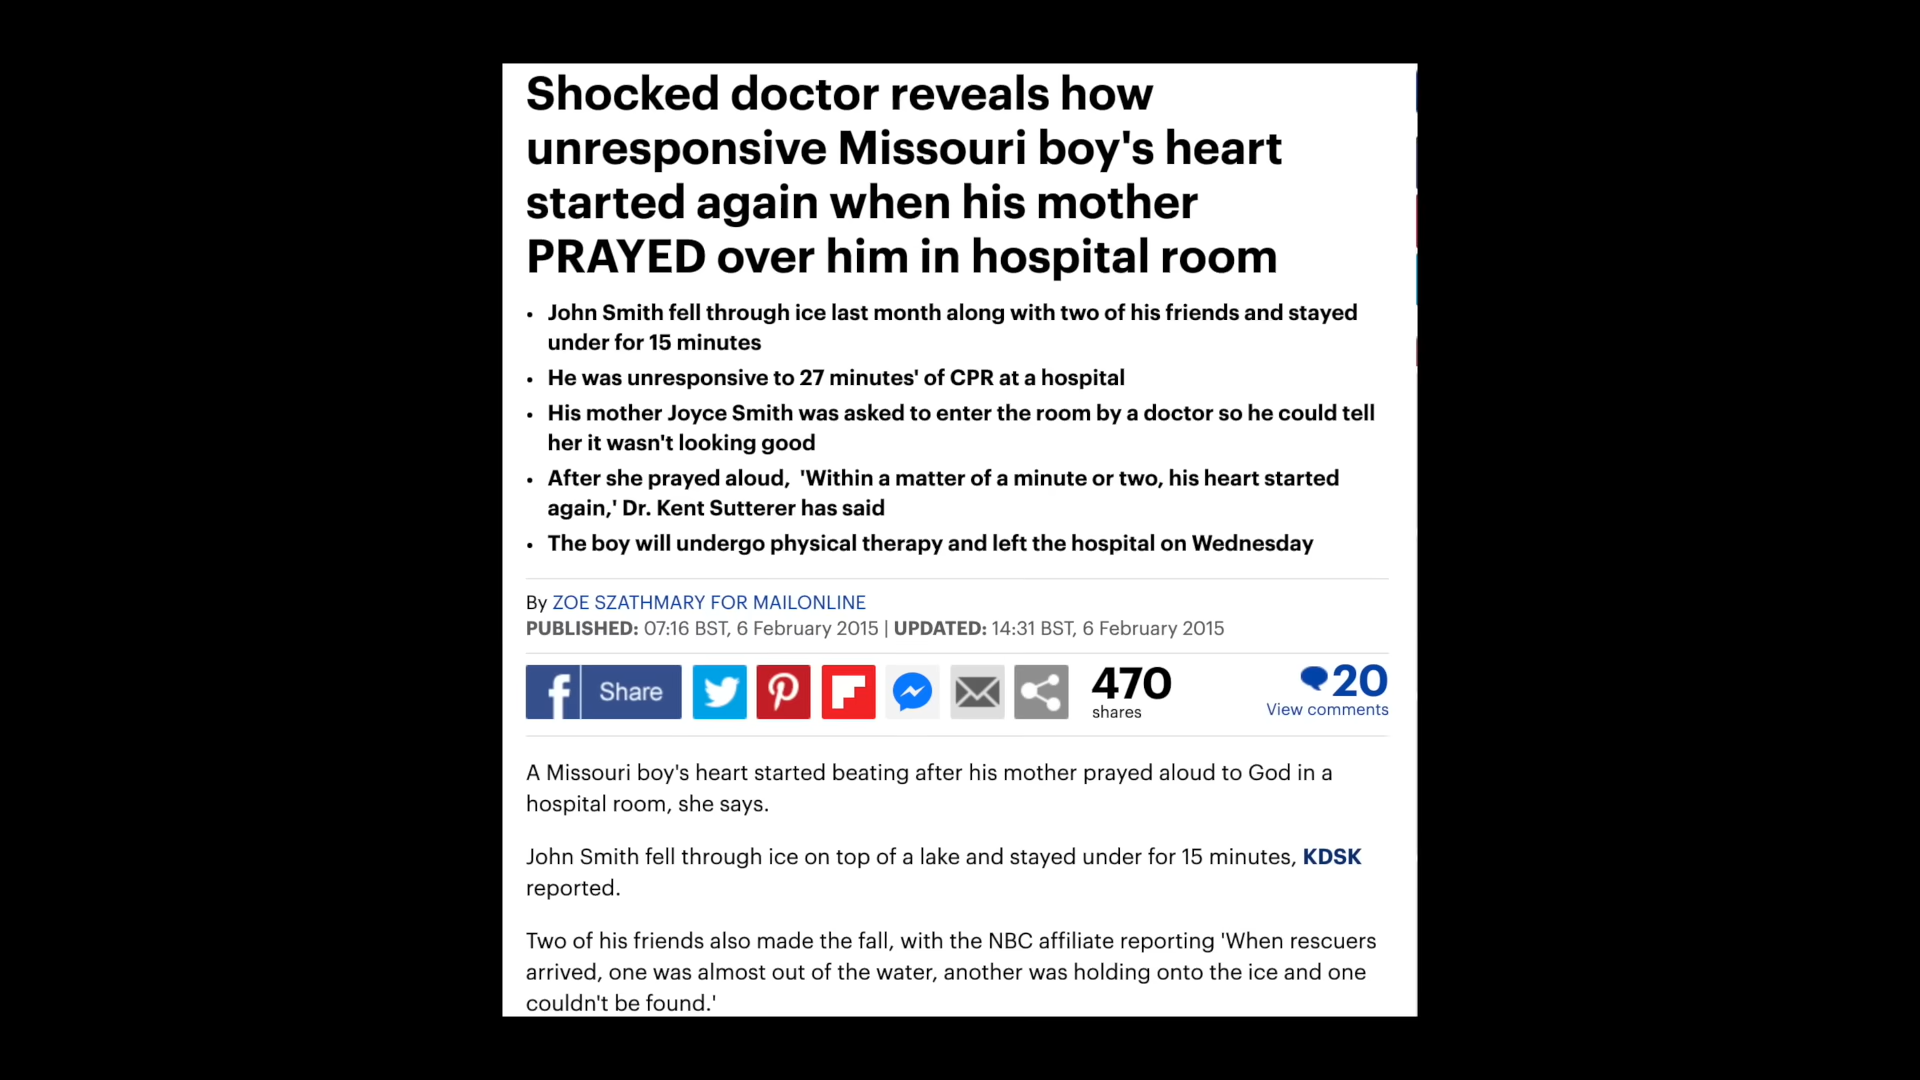 Shocked doctor reveals how
unresponsive Missouri boy's heart
started again when his mother
PRAYED over him in hospital room
• John Smith fell through ice last month along with two of his friends and stayed
under for 15 minutes
• He was unresponsive to 27 minutes' of CPR at a hospital
• His mother Joyce Smith was asked to enter the room by a doctor so he could tell
her it wasn't looking good
• After she prayed aloud, 'Within a matter of a minute or two, his heart started
again,' Dr. Kent Sutterer has said
• The boy will undergo physical therapy and left the hospital on Wednesday
By ZOE SZATHMARY FOR MAILONLINE
PUBLISHED: 07:16 BST, 6 February 2015 | UPDATED: 14:31 BST, 6 February 2015
Share
470
shares
20
View comments
A Missouri boy's heart started beating after his mother prayed aloud to God in a
hospital room, she says.
John Smith fell through ice on top of a lake and stayed under for 15 minutes, KDSK
reported.
Two of his friends also made the fall, with the NBC affiliate reporting 'When rescuers
arrived, one was almost out of the water, another was holding onto the ice and one
couldn't be found.'